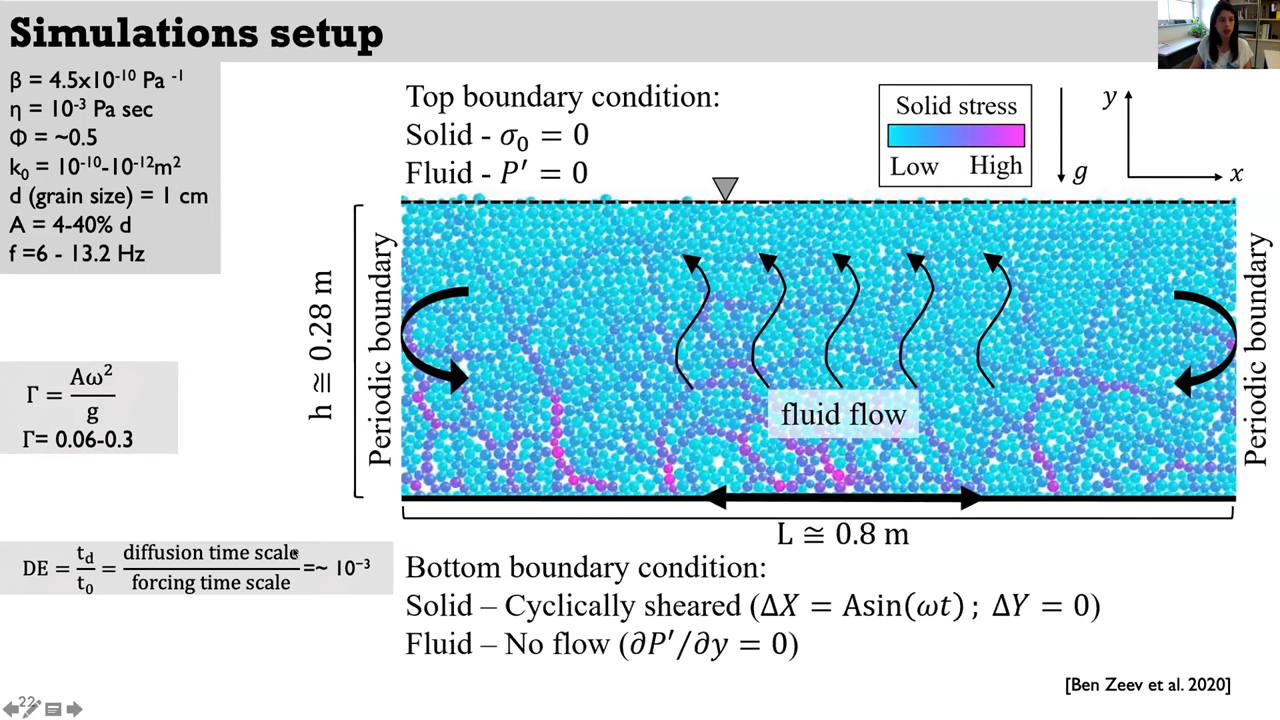 Simulations setup
β = 4.5x10⁻¹⁰ Pa ⁻¹
η = 10⁻³ Pa sec
Φ = ~0.5
k₀ = 10⁻¹⁰-10⁻¹²m²
d (grain size) = 1 cm
A = 4-40% d
f =6 - 13.2 Hz
Γ = Aω²/g
Γ= 0.06-0.3
DE = t_d/t₀ = diffusion time scale/forcing time scale =~ 10⁻³
Top boundary condition:
Solid - σ₀ = 0
Fluid - P′ = 0
Solid stress
Low High
g
y
x
h ≅ 0.28 m
Periodic boundary
fluid flow
Periodic boundary
L ≅ 0.8 m
Bottom boundary condition:
Solid – Cyclically sheared (ΔX = Asin(ωt) ; ΔY = 0)
Fluid – No flow (∂P′/∂y = 0)
[Ben Zeev et al. 2020]
22